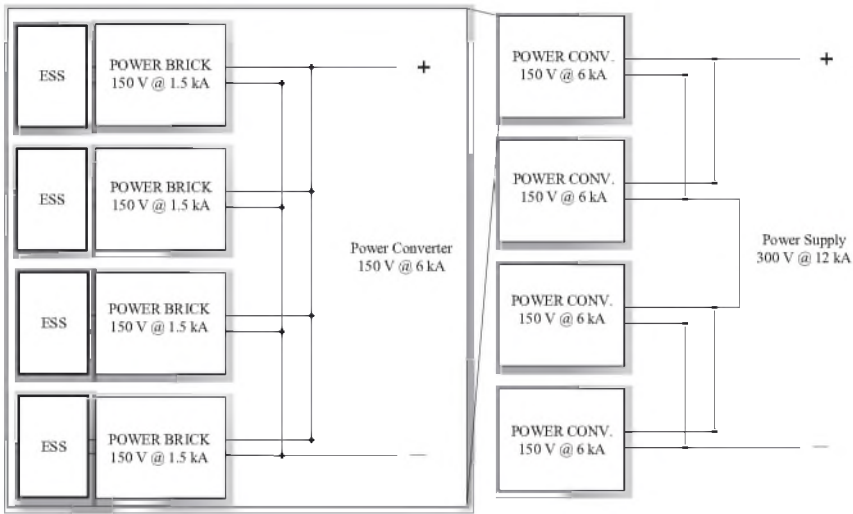 ESS
POWER BRICK
150 V @ 1.5 kA
+
ESS
POWER BRICK
150 V @ 1.5 kA
ESS
POWER BRICK
150 V @ 1.5 kA
ESS
POWER BRICK
150 V @ 1.5 kA
—
Power Converter
150 V @ 6 kA
POWER CONV.
150 V @ 6 kA
+
POWER CONV.
150 V @ 6 kA
POWER CONV.
150 V @ 6 kA
POWER CONV.
150 V @ 6 kA
—
Power Supply
300 V @ 12 kA